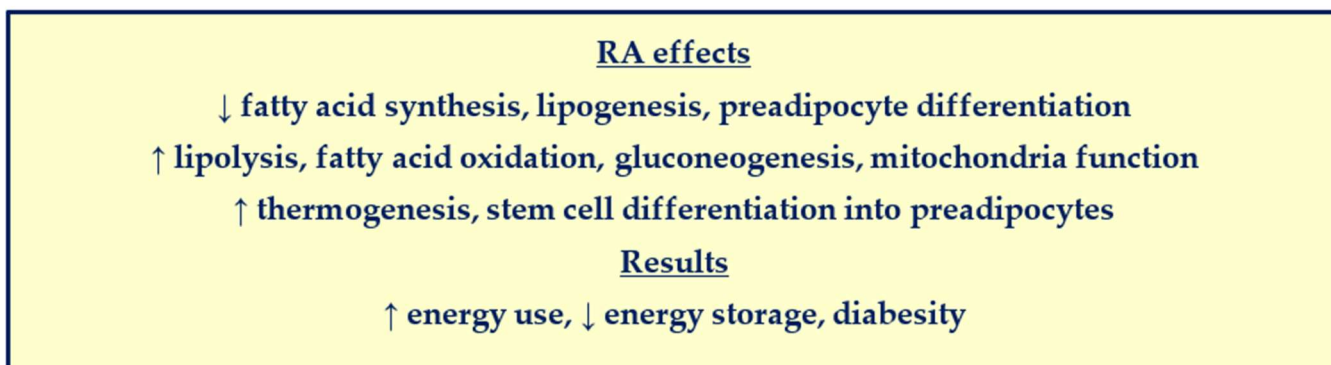 RA effects
↓ fatty acid synthesis, lipogenesis, preadipocyte differentiation
↑ lipolysis, fatty acid oxidation, gluconeogenesis, mitochondria function
↑ thermogenesis, stem cell differentiation into preadipocytes
Results
↑ energy use, ↓ energy storage, diabesity